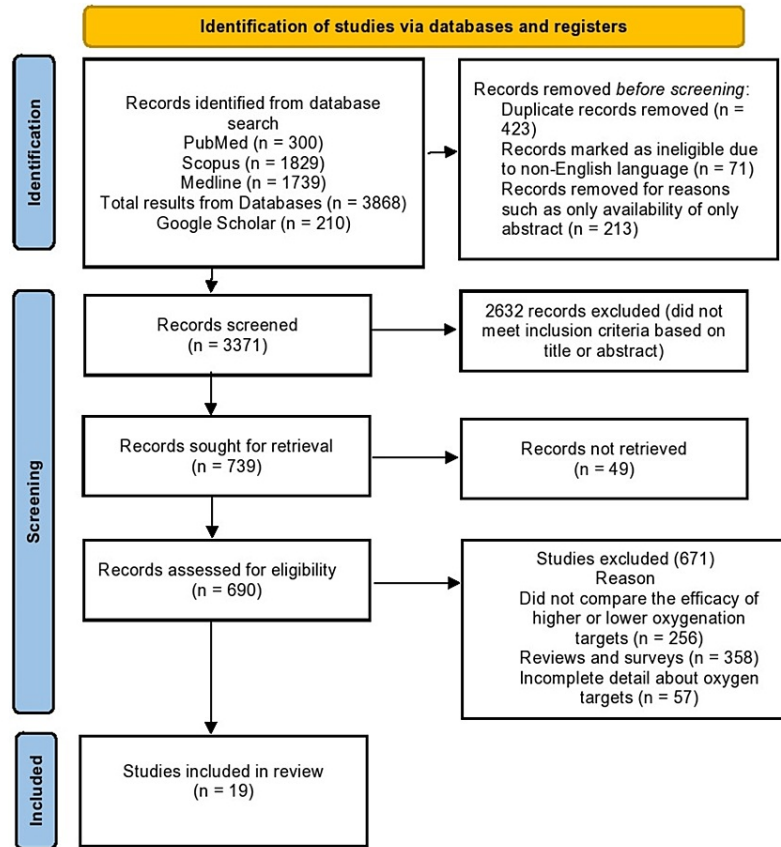 Identification of studies via databases and registers
Identification
Records identified from database
search
PubMed (n = 300)
Scopus (n = 1829)
Medline (n = 1739)
Total results from Databases (n = 3868)
Google Scholar (n = 210)
Records removed before screening:
Duplicate records removed (n =
423)
Records marked as ineligible due
to non-English language (n = 71)
Records removed for reasons
such as only availability of only
abstract (n = 213)
Screening
Records screened
(n = 3371)
2632 records excluded (did not
meet inclusion criteria based on
title or abstract)
Records sought for retrieval
(n = 739)
Records not retrieved
(n = 49)
Records assessed for eligibility
(n = 690)
Studies excluded (671)
Reason
Did not compare the efficacy of
higher or lower oxygenation
targets (n = 256)
Reviews and surveys (n = 358)
Incomplete detail about oxygen
targets (n = 57)
Included
Studies included in review
(n = 19)